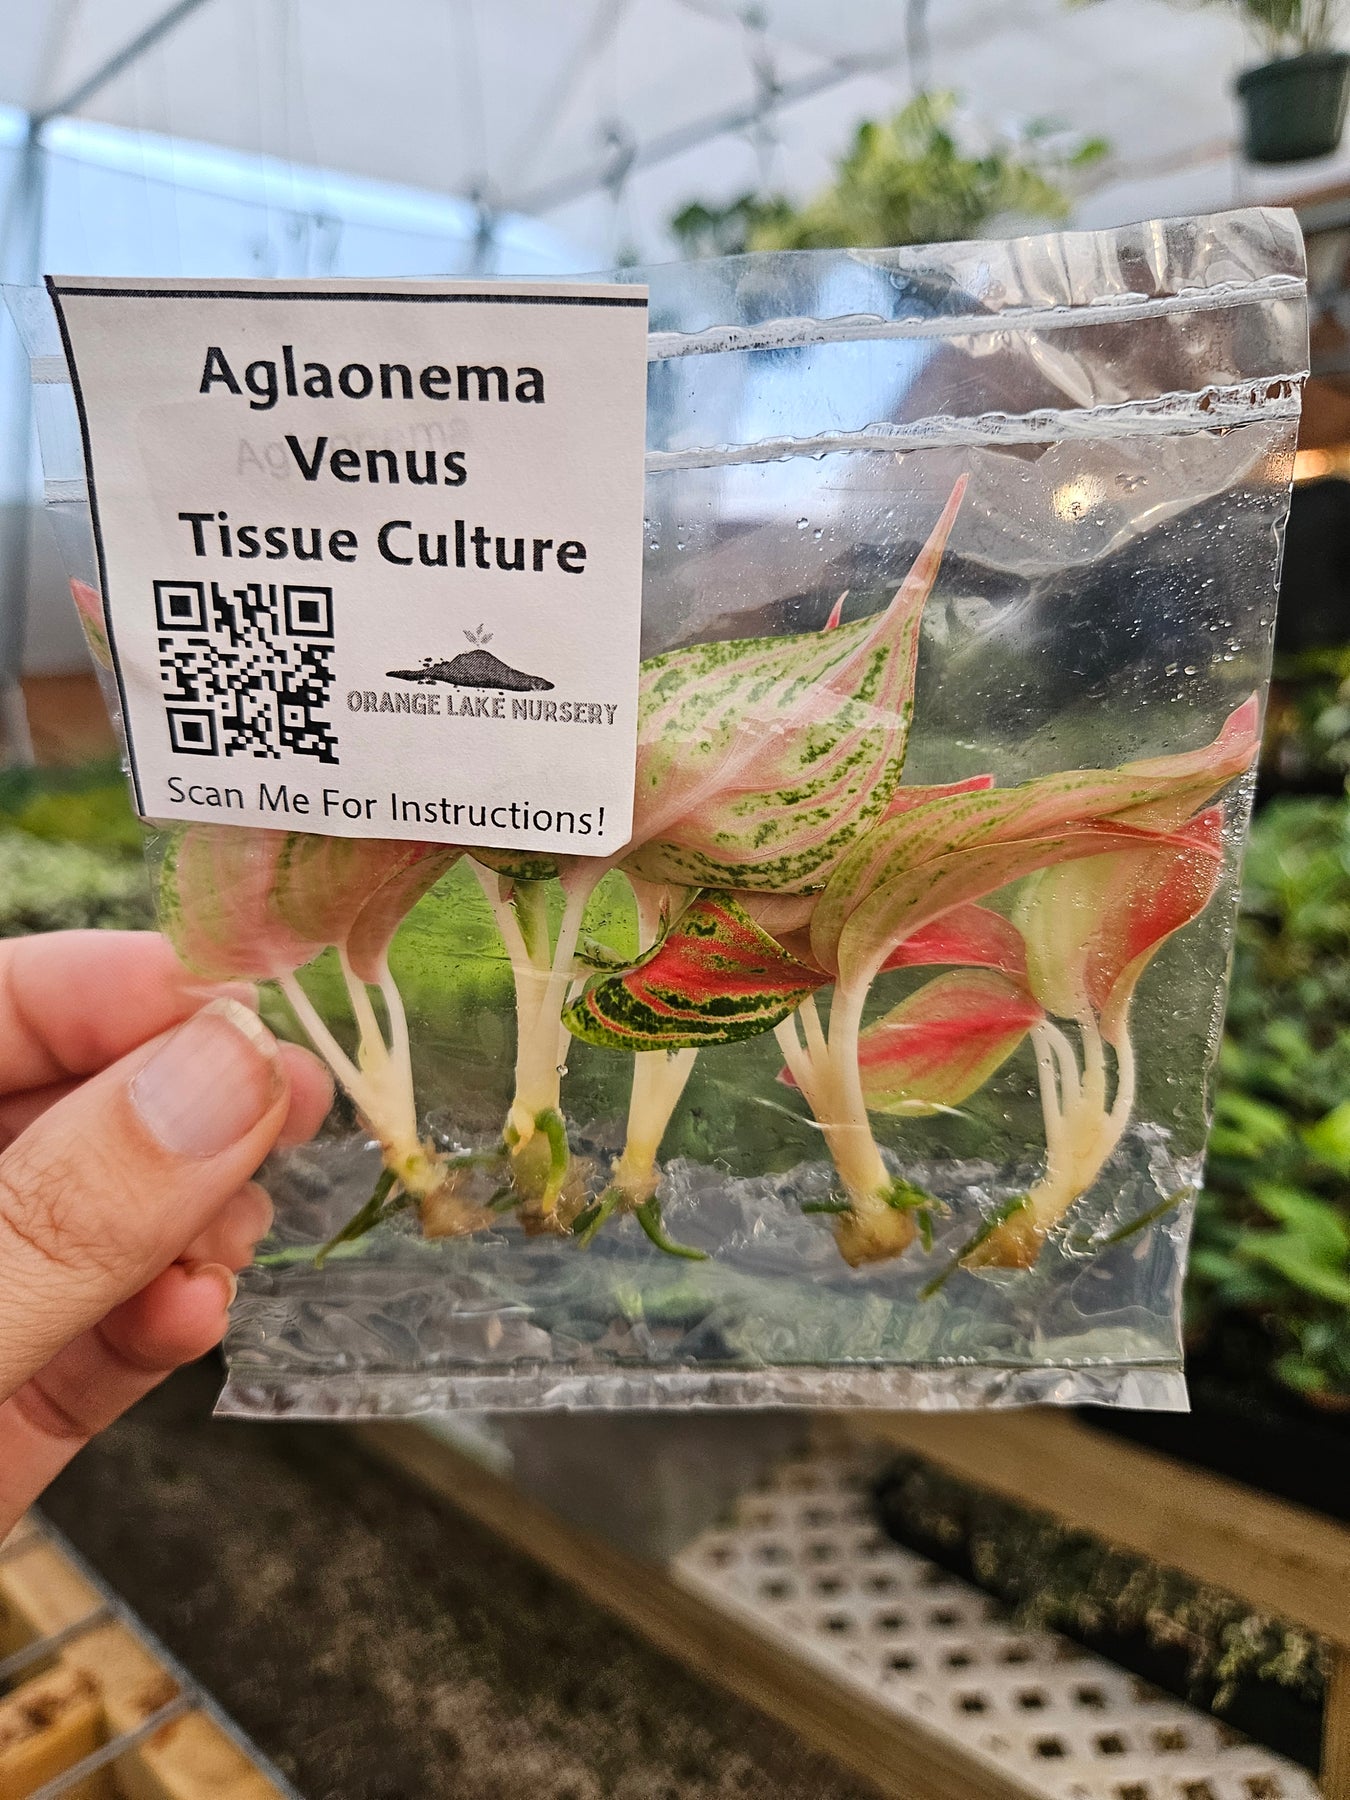 Aglaonema
Venus
Tissue Culture
ORANGE LAKE NURSERY
Scan Me For Instructions!